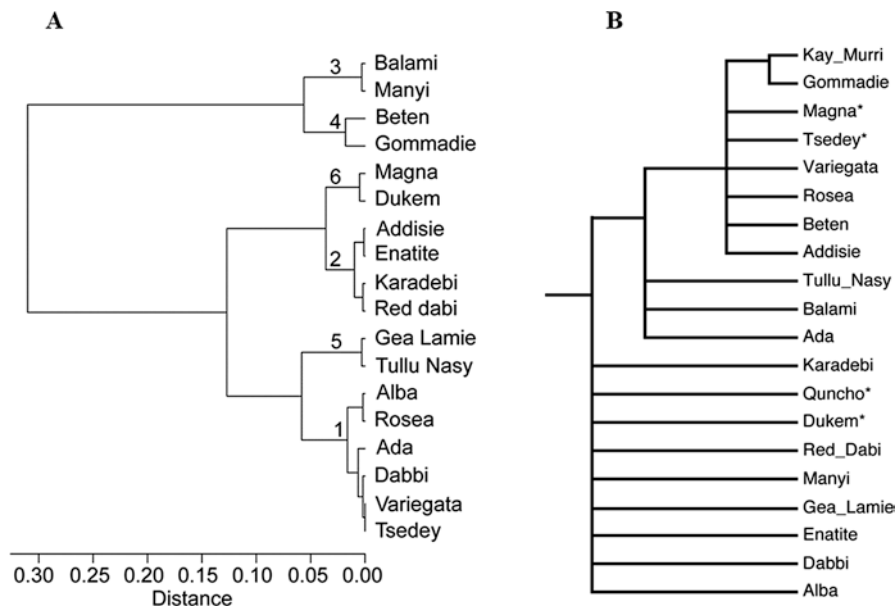 A
3
Balami
Manyi
4
Beten
Gommadie
6
Magna
Dukem
2
Addisie
Enatite
Karadebi
Red dabi
5
Gea Lamie
Tullu Nasy
1
Alba
Rosea
Ada
Dabbi
Variegata
Tsedey
0.30 0.25 0.20 0.15 0.10 0.05 0.00
Distance
B
Kay_Murri
Gommadie
Magna*
Tsedey*
Variegata
Rosea
Beten
Addisie
Tullu_Nasy
Balami
Ada
Karadebi
Quncho*
Dukem*
Red_Dabi
Manyi
Gea_Lamie
Enatite
Dabbi
Alba